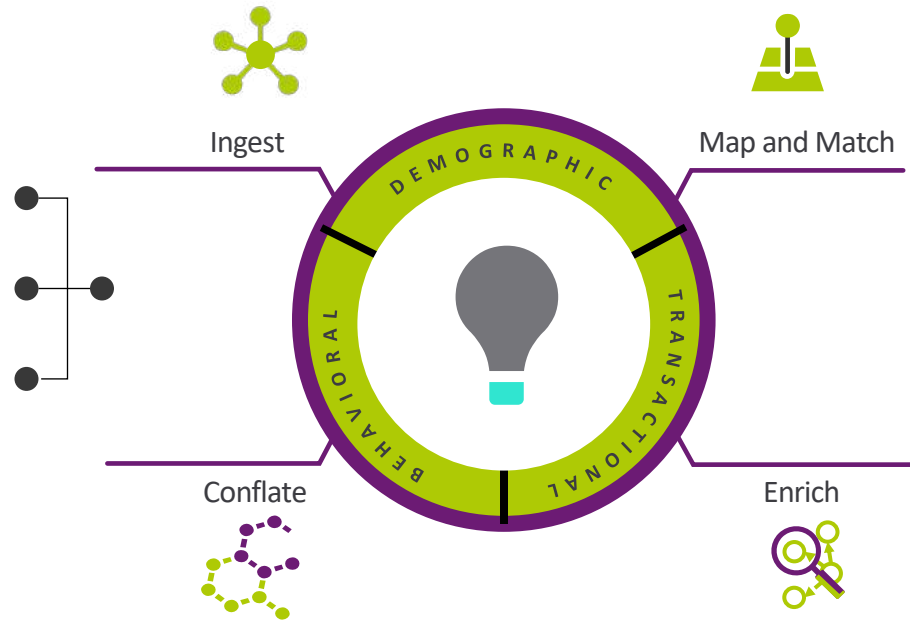 Ingest
Map and Match
DEMOGRAPHIC
BEHAVIORAL
TRANSACTIONAL
Conflate
Enrich